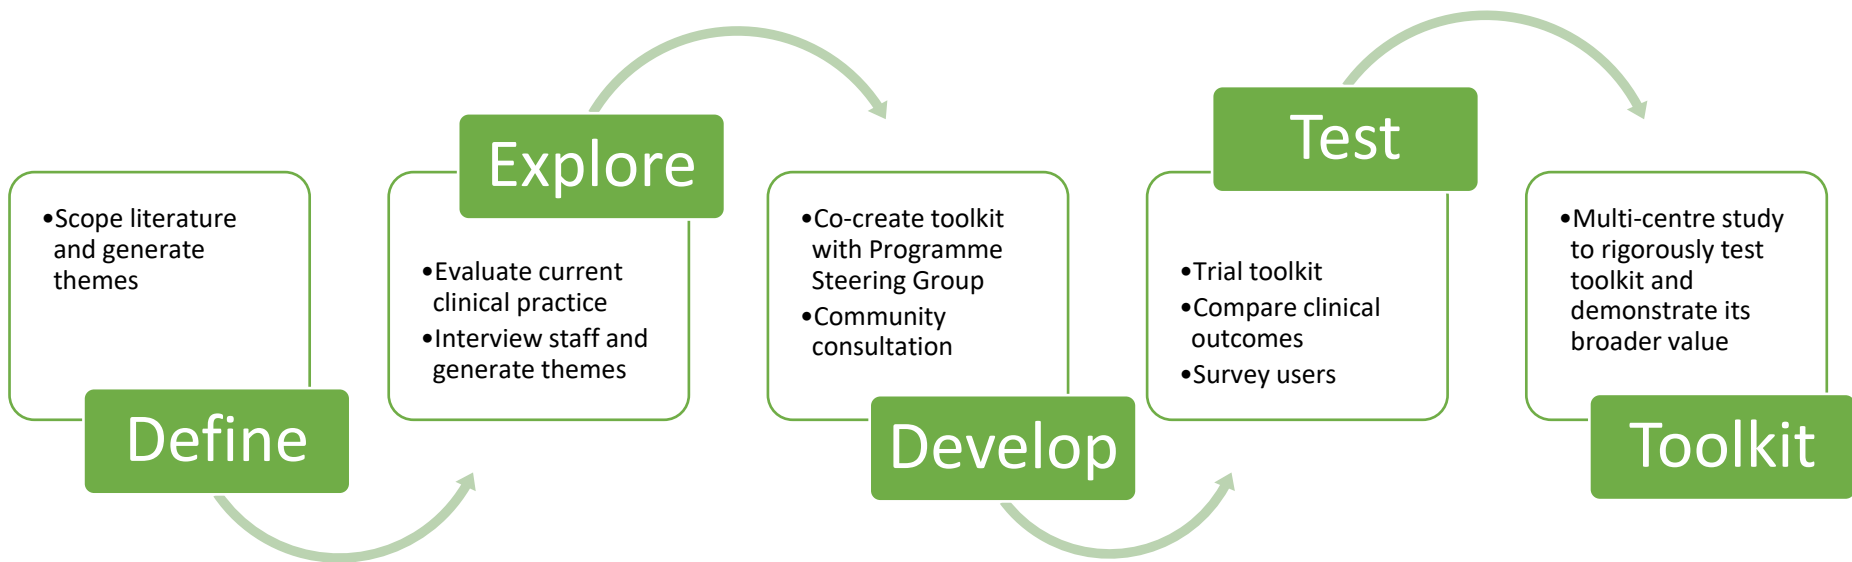 •Scope literature
and generate
themes
Define
Explore
•Evaluate current
clinical practice
•Interview staff and
generate themes
•Co-create toolkit
with Programme
Steering Group
•Community
consultation
Develop
Test
•Trial toolkit
•Compare clinical
outcomes
•Survey users
•Multi-centre study
to rigorously test
toolkit and
demonstrate its
broader value
Toolkit